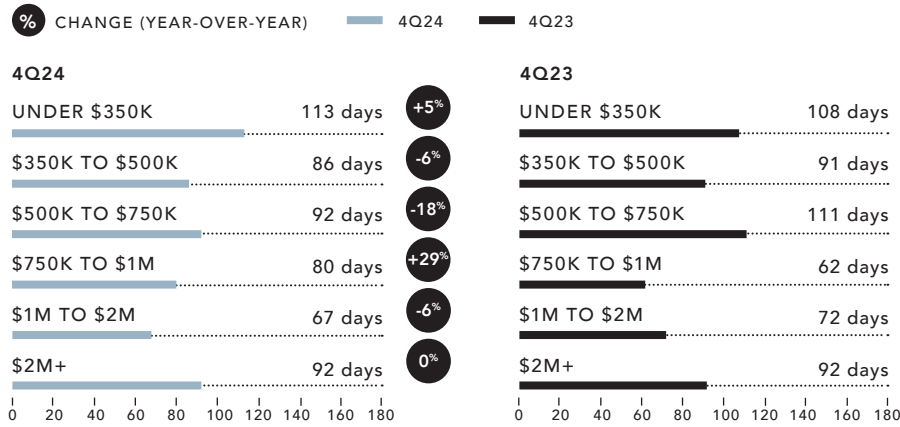 % CHANGE (YEAR-OVER-YEAR) 4Q24 4Q23
4Q24
UNDER $350K 113 days
$350K TO $500K 86 days
$500K TO $750K 92 days
$750K TO $1M 80 days
$1M TO $2M 67 days
$2M+ 92 days
0 20 40 60 80 100 120 140 160 180
+5%
-6%
-18%
+29%
-6%
0%
4Q23
UNDER $350K 108 days
$350K TO $500K 91 days
$500K TO $750K 111 days
$750K TO $1M 62 days
$1M TO $2M 72 days
$2M+ 92 days
0 20 40 60 80 100 120 140 160 180